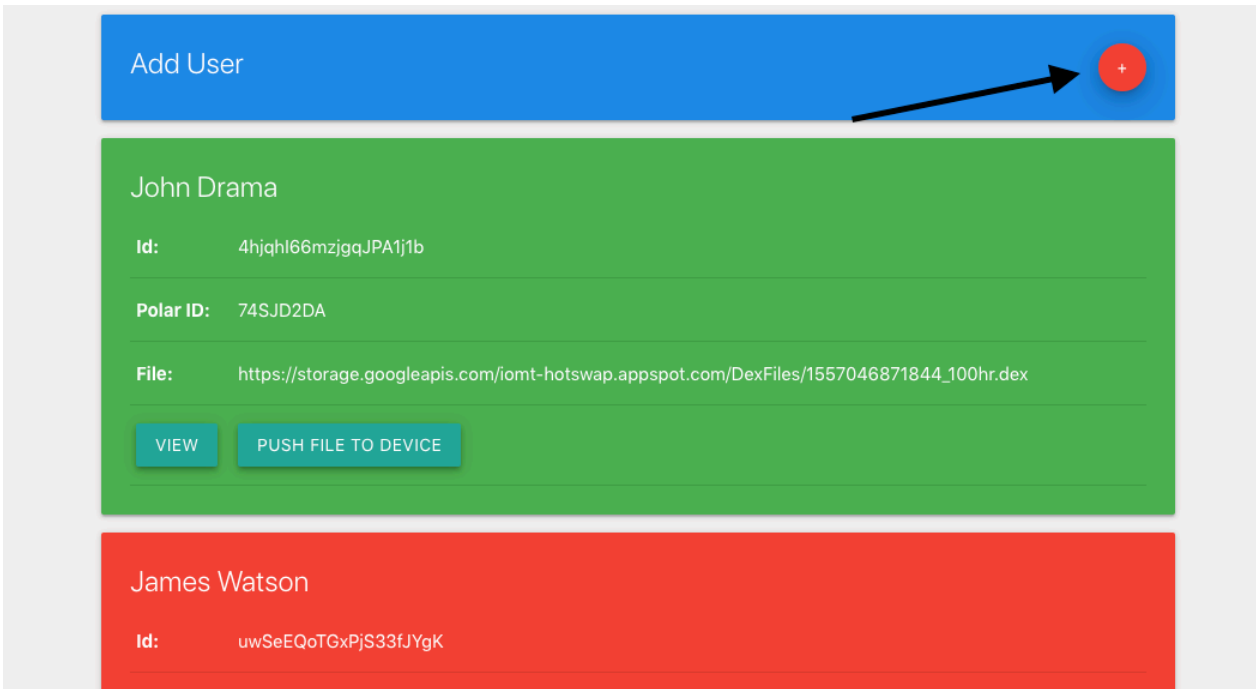 Add User
+
John Drama
Id: 4hjqhI66mzjgqJPA1j1b
Polar ID: 74SJD2DA
File: https://storage.googleapis.com/iomt-hotswap.appspot.com/DexFiles/1557046871844_100hr.dex
VIEW PUSH FILE TO DEVICE
James Watson
Id: uwSeEQoTGxPjS33fJYgK